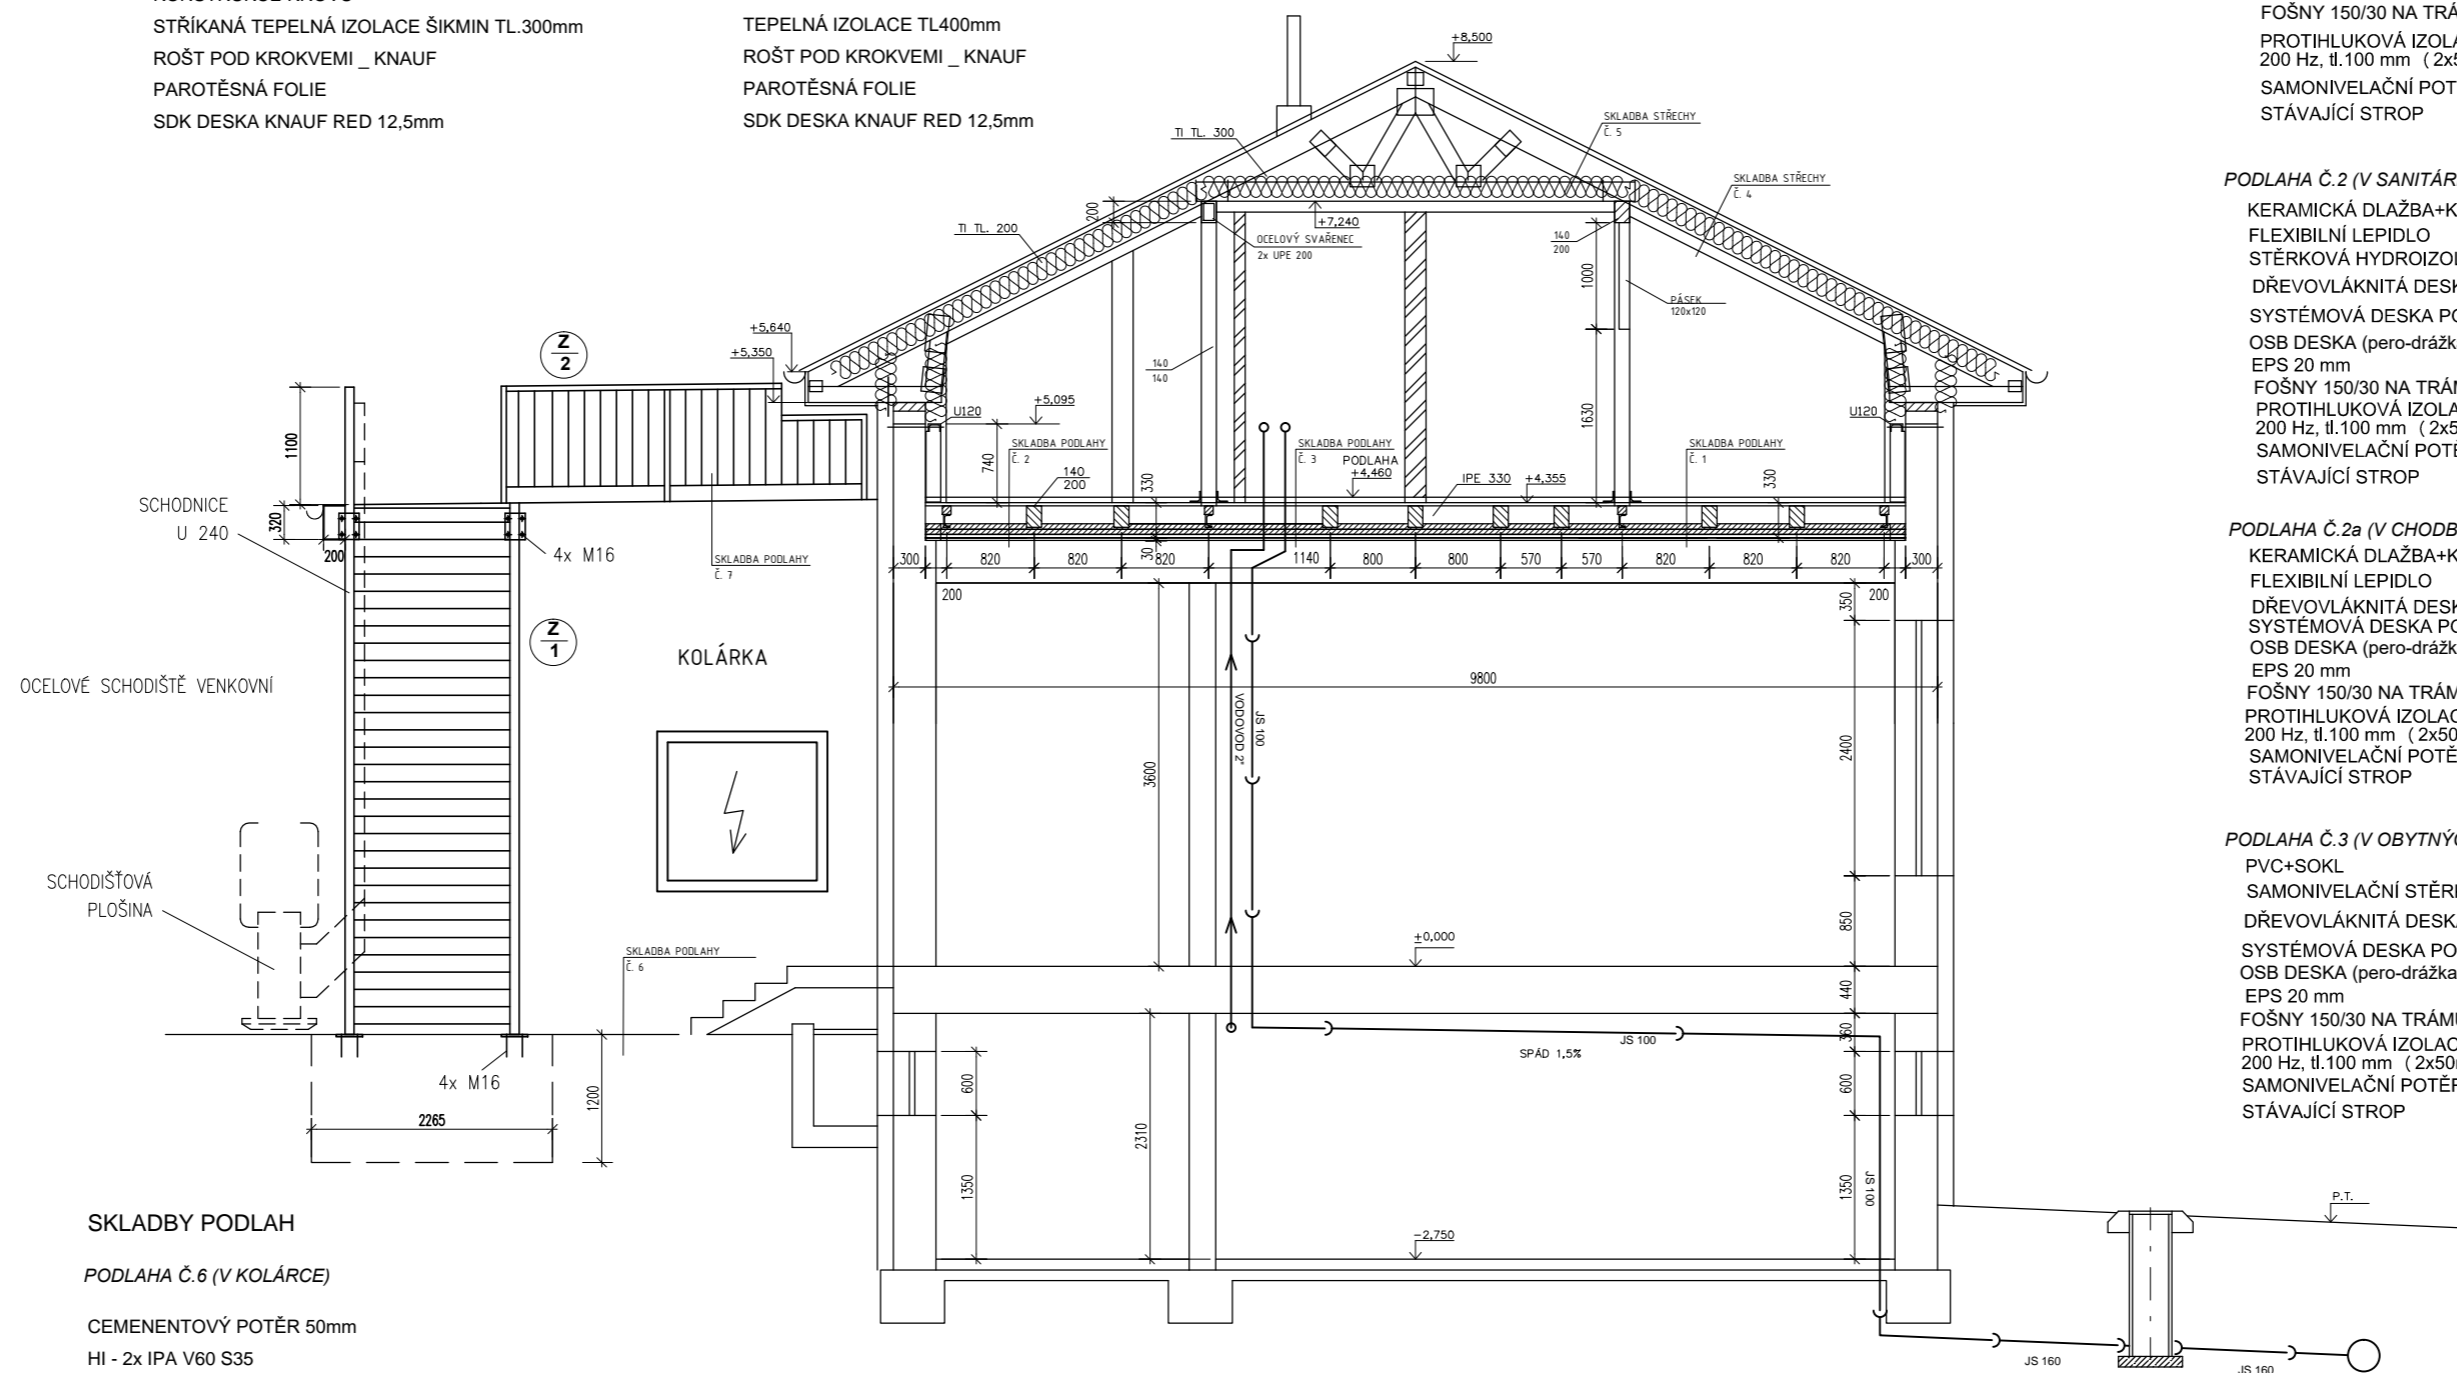 STŘÍKANÁ TEPELNÁ IZOLACE ŠIKMIN TL.300mm
ROŠT POD KROKVEMI _ KNAUF
PAROTĚSNÁ FOLIE
SDK DESKA KNAUF RED 12,5mm
TEPELNÁ IZOLACE TL400mm
ROŠT POD KROKVEMI _ KNAUF
PAROTĚSNÁ FOLIE
SDK DESKA KNAUF RED 12,5mm
+8,500
TI TL. 300
SKLADBA STŘECHY
Č. 5
SKLADBA STŘECHY
Č. 4
TI TL. 200
200
+7,240
OCELOVÝ SVAŘENEC
2x UPE 200
140
200
1000
PÁSEK
120x120
+5,640
+5,350
Z
2
140
140
1630
U120
+5,095
U120
1100
740
SKLADBA PODLAHY
Č. 2
SKLADBA PODLAHY
Č. 3
PODLAHA
+4,460
SKLADBA PODLAHY
Č. 1
140
200
330
IPE 330
+4,355
330
SCHODNICE
U 240
320
200
4x M16
SKLADBA PODLAHY
Č. 7
30
300
820
820
820
1140
800
800
570
570
820
820
820
300
200
200
350
Z
1
KOLÁRKA
OCELOVÉ SCHODIŠTĚ VENKOVNÍ
9800
VODOVOD 2"
JS 100
3600
2400
SCHODIŠŤOVÁ
PLOŠINA
850
±0,000
SKLADBA PODLAHY
Č. 6
440
360
JS 100
SPÁD 1,5%
4x M16
2265
1200
600
600
2310
1350
1350
JS 100
-2,750
P.T.
JS 160
JS 160
SKLADBY PODLAH
PODLAHA Č.6 (V KOLÁRCE)
CEMENENTOVÝ POTĚR 50mm
HI - 2x IPA V60 S35
FOŠNY 150/30 NA TRÁ
PROTIHLUKOVÁ IZOLA
200 Hz, tl.100 mm ( 2x5
SAMONIVELAČNÍ POT
STÁVAJÍCÍ STROP
PODLAHA Č.2 (V SANITÁR
KERAMICKÁ DLAŽBA+K
FLEXIBILNÍ LEPIDLO
STĚRKOVÁ HYDROIZOL
DŘEVOVLÁKNITÁ DESK
SYSTÉMOVÁ DESKA PO
OSB DESKA (pero-drážk
EPS 20 mm
FOŠNY 150/30 NA TRÁM
PROTIHLUKOVÁ IZOLA
200 Hz, tl.100 mm ( 2x5
SAMONIVELAČNÍ POTĚ
STÁVAJÍCÍ STROP
PODLAHA Č.2a (V CHODB
KERAMICKÁ DLAŽBA+K
FLEXIBILNÍ LEPIDLO
DŘEVOVLÁKNITÁ DESK
SYSTÉMOVÁ DESKA PO
OSB DESKA (pero-drážk
EPS 20 mm
FOŠNY 150/30 NA TRÁM
PROTIHLUKOVÁ IZOLAC
200 Hz, tl.100 mm ( 2x50
SAMONIVELAČNÍ POTĚ
STÁVAJÍCÍ STROP
PODLAHA Č.3 (V OBYTNÝC
PVC+SOKL
SAMONIVELAČNÍ STĚRK
DŘEVOVLÁKNITÁ DESKA
SYSTÉMOVÁ DESKA PO
OSB DESKA (pero-drážka
EPS 20 mm
FOŠNY 150/30 NA TRÁMU
PROTIHLUKOVÁ IZOLAC
200 Hz, tl.100 mm ( 2x50
SAMONIVELAČNÍ POTĚR
STÁVAJÍCÍ STROP